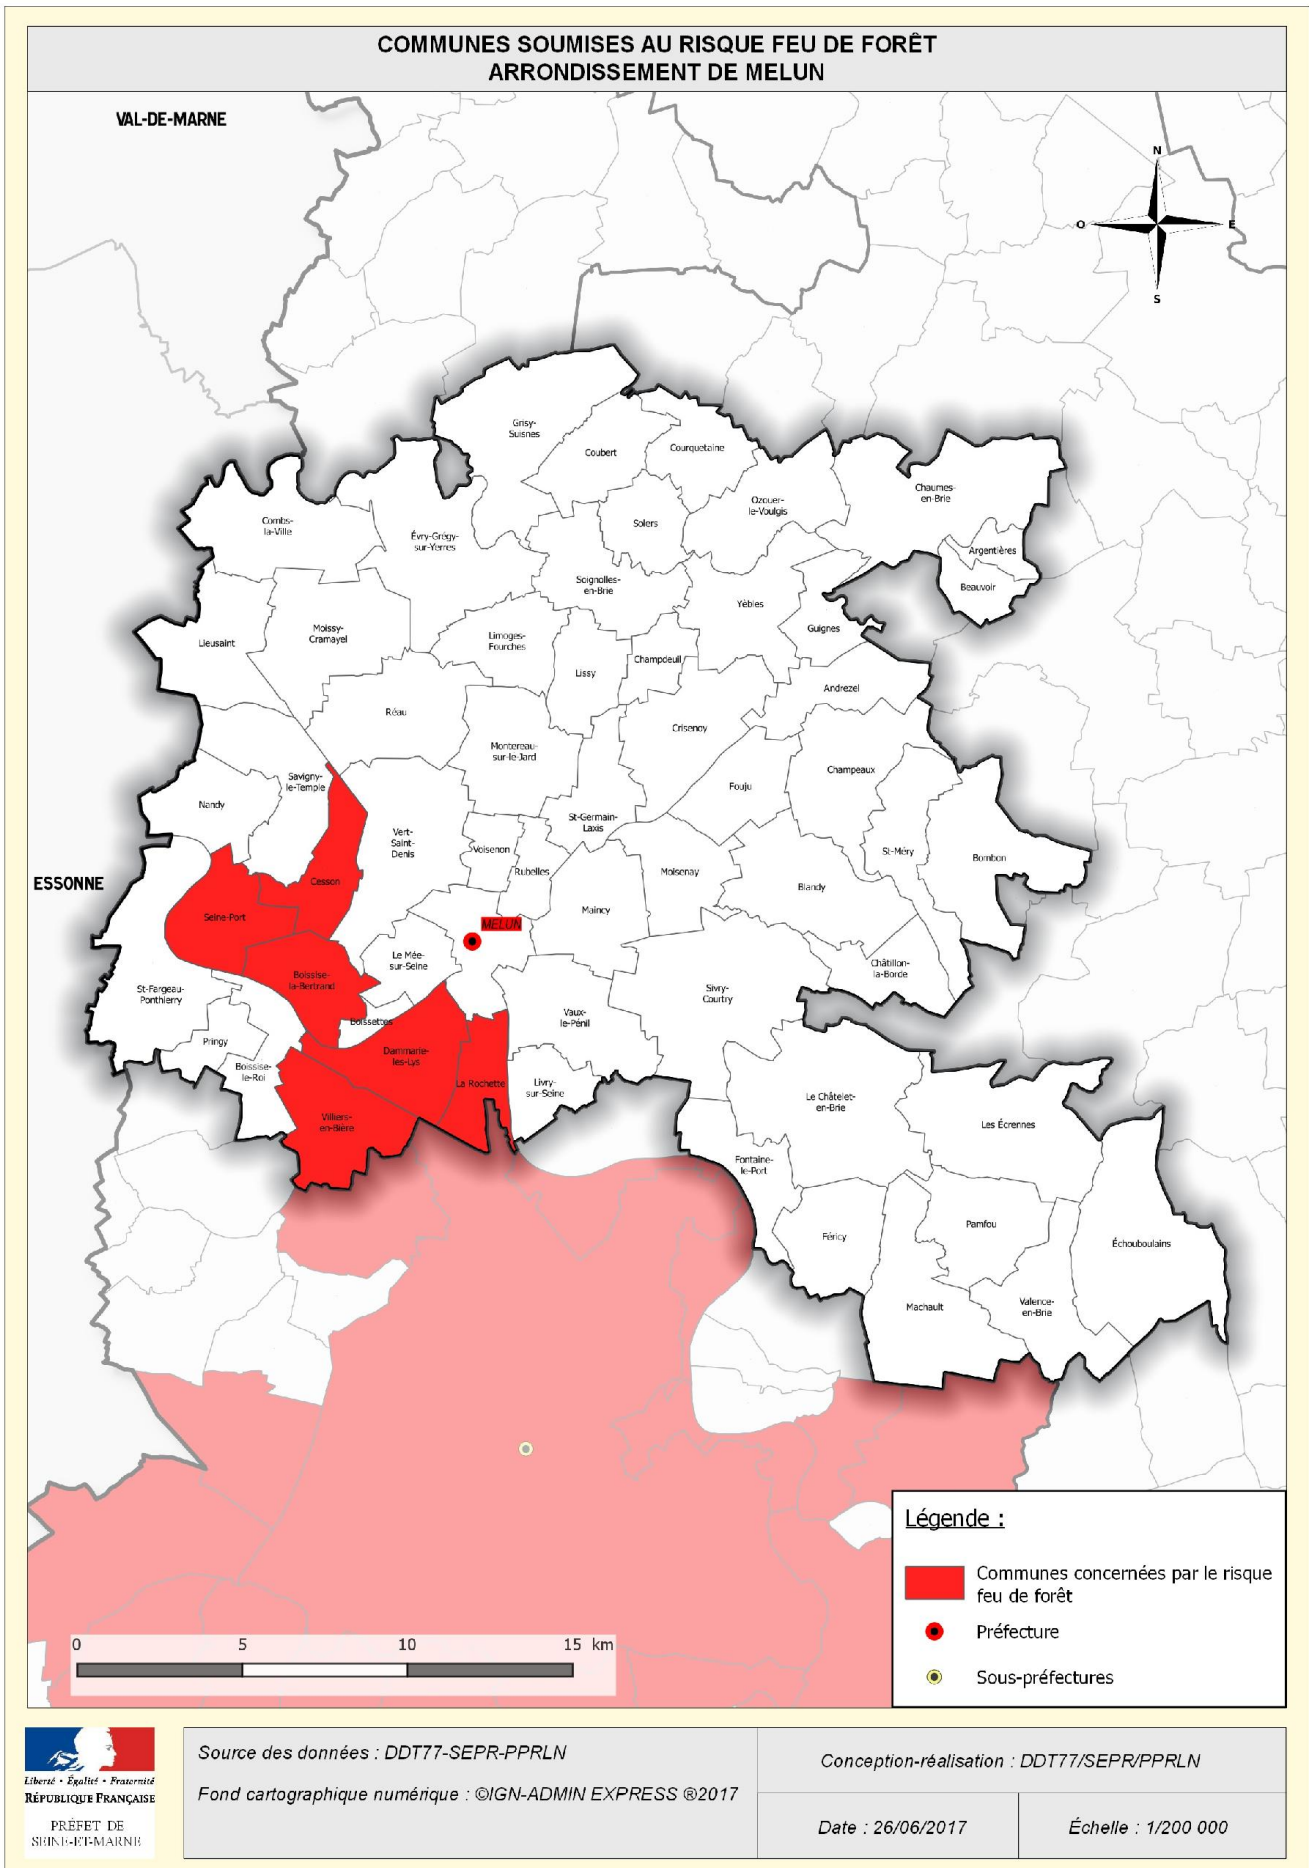 COMMUNES SOUMISES AU RISQUE FEU DE FORÊT
ARRONDISSEMENT DE MELUN
VAL-DE-MARNE
N
O
E
S
Grisy-
Suisnes
Coubert
Courquetaine
Chaumes-
en-Brie
Ozouer-
le-Voulgis
Combs-
la-Ville
Évry-Grégy-
sur-Yerres
Solers
Argentières
Beauvoir
Soignolles-
en-Brie
Yèbles
Guignes
Lieusaint
Moissy-
Cramayel
Limoges-
Fourches
Lissy
Champdeuil
Andrezel
Réau
Crisenoy
Montereau-
sur-le-Jard
Savigny-
le-Temple
Champeaux
Fouju
Nandy
St-Germain-
Laxis
Vert-
Saint-
Denis
Voisenon
Rubelles
St-Méry
Bombon
Moisenay
Blandy
ESSONNE
Cesson
Seine-Port
Maincy
MELUN
Le Mée-
sur-Seine
Châtillon-
la-Borde
Boissise-
la-Bertrand
St-Fargeau-
Ponthierry
Sivry-
Courtry
Vaux-
le-Pénil
Boissettes
Pringy
Dammarie-
les-Lys
Boissise-
le-Roi
La Rochette
Livry-
sur-Seine
Le Châtelet-
en-Brie
Les Écrennes
Villiers-
en-Bière
Fontaine-
le-Port
Pamfou
Féricy
Échouboulains
Machault
Valence-
en-Brie
Légende :
Communes concernées par le risque
feu de forêt
Préfecture
Sous-préfectures
0 5 10 15 km
Liberté • Égalité • Fraternité
RÉPUBLIQUE FRANÇAISE
PRÉFET DE
SEINE-ET-MARNE
Source des données : DDT77-SEPR-PPRLN
Fond cartographique numérique : ©IGN-ADMIN EXPRESS ®2017
Conception-réalisation : DDT77/SEPR/PPRLN
Date : 26/06/2017
Échelle : 1/200 000